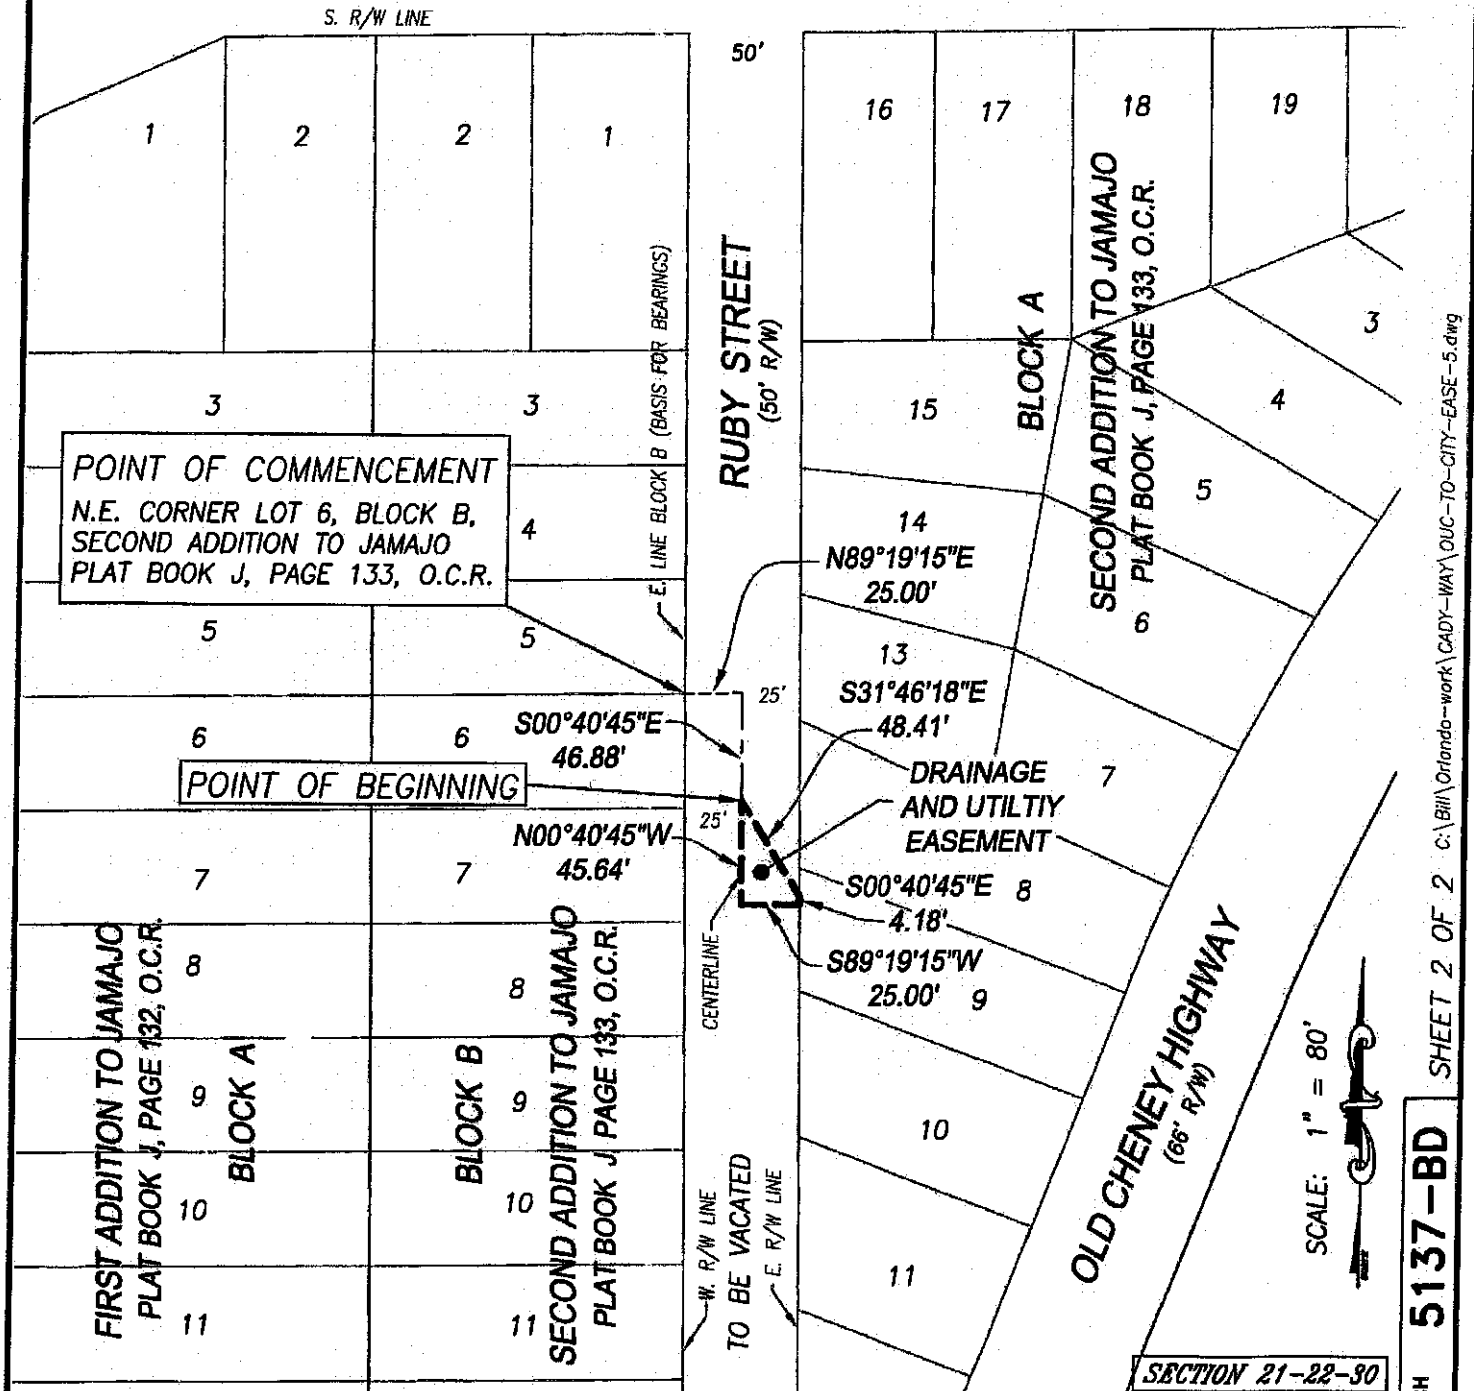 S. R/W LINE
50'
1
2
2
1
16
17
18
19
3
3
E. LINE BLOCK B (BASIS FOR BEARINGS)
RUBY STREET
(50' R/W)
15
BLOCK A
SECOND ADDITION TO JAMAJO
PLAT BOOK J, PAGE 133, O.C.R.
3
4
5
POINT OF COMMENCEMENT
N.E. CORNER LOT 6, BLOCK B,
SECOND ADDITION TO JAMAJO
PLAT BOOK J, PAGE 133, O.C.R.
4
14
N89°19'15"E
25.00'
6
5
5
13
25'
S31°46'18"E
48.41'
6
6
S00°40'45"E
46.88'
POINT OF BEGINNING
DRAINAGE
AND UTILTIY
EASEMENT
7
25'
N00°40'45"W
45.64'
7
7
S00°40'45"E
4.18'
8
S89°19'15"W
25.00'
9
CENTERLINE
8
8
FIRST ADDITION TO JAMAJO
PLAT BOOK J, PAGE 132, O.C.R.
BLOCK A
BLOCK B
SECOND ADDITION TO JAMAJO
PLAT BOOK J, PAGE 133, O.C.R.
9
9
10
10
10
11
11
11
W. R/W LINE
TO BE VACATED
E. R/W LINE
OLD CHENEY HIGHWAY
(66' R/W)
SCALE: 1" = 80'
SECTION 21-22-30
SHEET 2 OF 2
c:\Bill\Orlando-work\CADY-WAY\OUC-TO-CITY-EASE-5.dwg
H 5137-BD